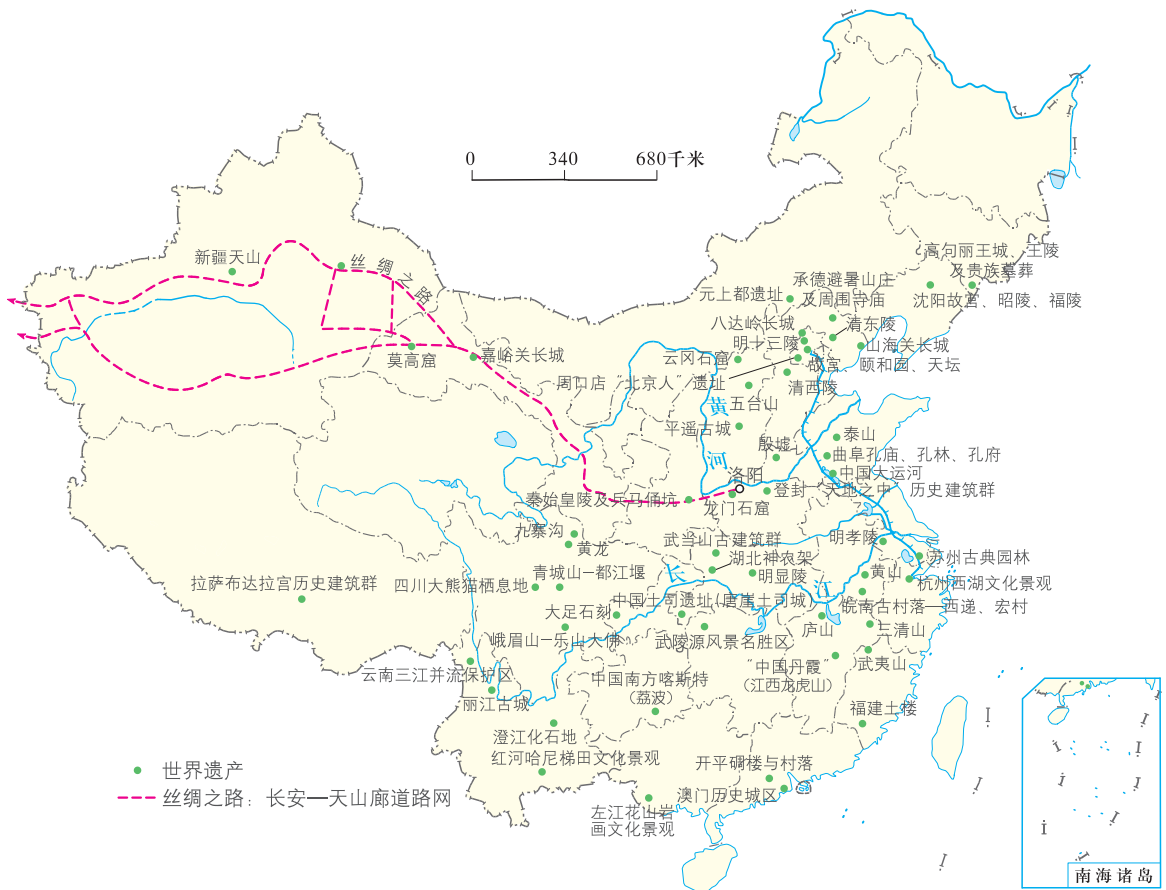 0 340 680千米
新疆天山
丝绸之路
高句丽王城、王陵
及贵族墓葬
承德避暑山庄
及周围寺庙
元上都遗址
沈阳故宫、昭陵、福陵
八达岭长城
清东陵
明十三陵
山海关长城
云冈石窟
嘉峪关长城
莫高窟
故宫、颐和园、天坛
周口店“北京人”遗址
清西陵
黄河
五台山
平遥古城
殷墟
泰山
曲阜孔庙、孔林、孔府
中国大运河
洛阳
秦始皇陵及兵马俑坑
登封“天地之中”历史建筑群
龙门石窟
九寨沟
黄龙
武当山古建筑群
明孝陵
湖北神农架
苏州古典园林
拉萨布达拉宫历史建筑群
四川大熊猫栖息地
青城山—都江堰
长江
明显陵
黄山
杭州西湖文化景观
大足石刻
中国土司遗址(唐崖土司城)
皖南古村落—西递、宏村
峨眉山—乐山大佛
武陵源风景名胜区
庐山
三清山
云南三江并流保护区
“中国丹霞”
(江西龙虎山)
武夷山
中国南方喀斯特
(荔波)
丽江古城
福建土楼
澄江化石地
红河哈尼梯田文化景观
开平碉楼与村落
澳门历史城区
左江花山岩
画文化景观
世界遗产
丝绸之路：长安—天山廊道路网
南海诸岛